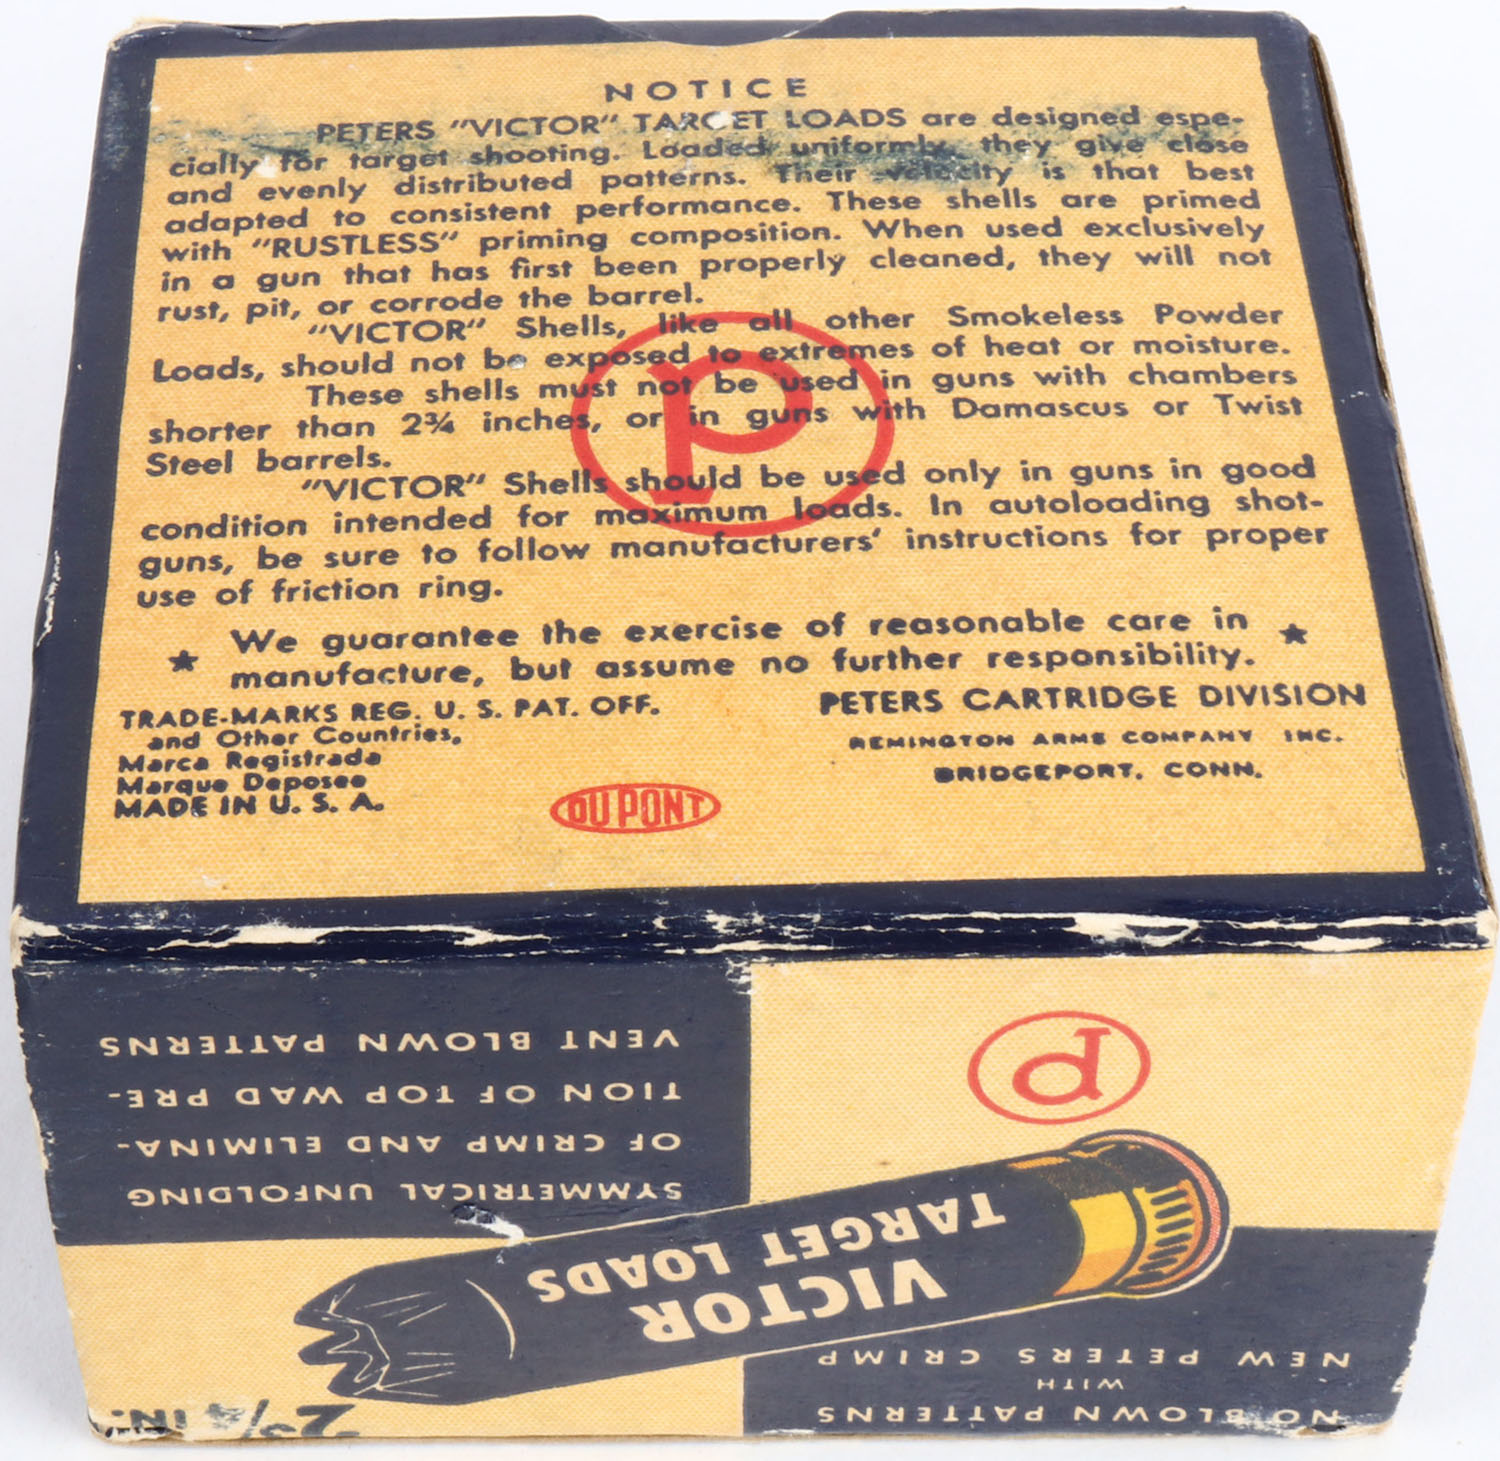 NOTICE
PETERS "VICTOR" TARGET LOADS are designed espe-
cially for target shooting. Loaded uniformly, they give close
and evenly distributed patterns. Their velocity is that best
adapted to consistent performance. These shells are primed
with "RUSTLESS" priming composition. When used exclusively
in a gun that has first been properly cleaned, they will not
rust, pit, or corrode the barrel.
"VICTOR" Shells, like all other Smokeless Powder
Loads, should not be exposed to extremes of heat or moisture.
These shells must not be used in guns with chambers
shorter than 2¾ inches, or in guns with Damascus or Twist
Steel barrels.
"VICTOR" Shells should be used only in guns in good
condition intended for maximum loads. In autoloading shot-
guns, be sure to follow manufacturers' instructions for proper
use of friction ring.
★ We guarantee the exercise of reasonable care in ★
manufacture, but assume no further responsibility.
TRADE-MARKS REG. U. S. PAT. OFF.
and Other Countries,
Marca Registrada
Marque Deposee
MADE IN U. S. A.
PETERS CARTRIDGE DIVISION
REMINGTON ARMS COMPANY INC.
BRIDGEPORT, CONN.
P
DU PONT
NO BLOWN PATTERNS
WITH
NEW PETERS CRIMP
2¾ IN.
VICTOR
TARGET LOADS
SYMMETRICAL UNFOLDING
OF CRIMP AND ELIMINA-
TION OF TOP WAD PRE-
VENT BLOWN PATTERNS
P